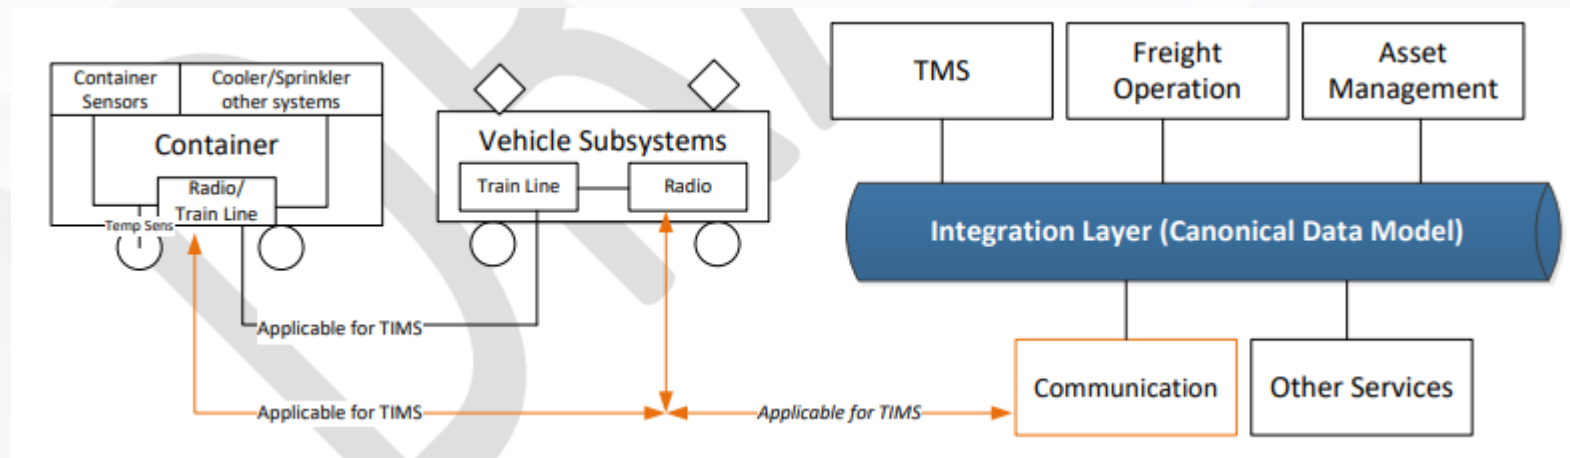 Container
Sensors
Cooler/Sprinkler
other systems
Container
Radio/
Train Line
Temp Sens
Vehicle Subsystems
Train Line
Radio
Applicable for TIMS
Applicable for TIMS
Applicable for TIMS
TMS
Freight
Operation
Asset
Management
Integration Layer (Canonical Data Model)
Communication
Other Services